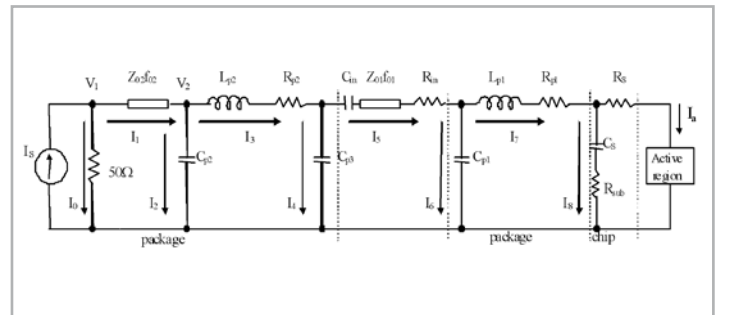 V1 Z02f02 V2 Lp2 Rp2 Cin Z01f01 Rin Lp1 Rp1 RS
Ia
I1 I3 I5 I7
IS 50Ω Cp2 Cp3 Cp1 CS Active
region
Rsub
I0 I2 I4 I6 I8
package package chip